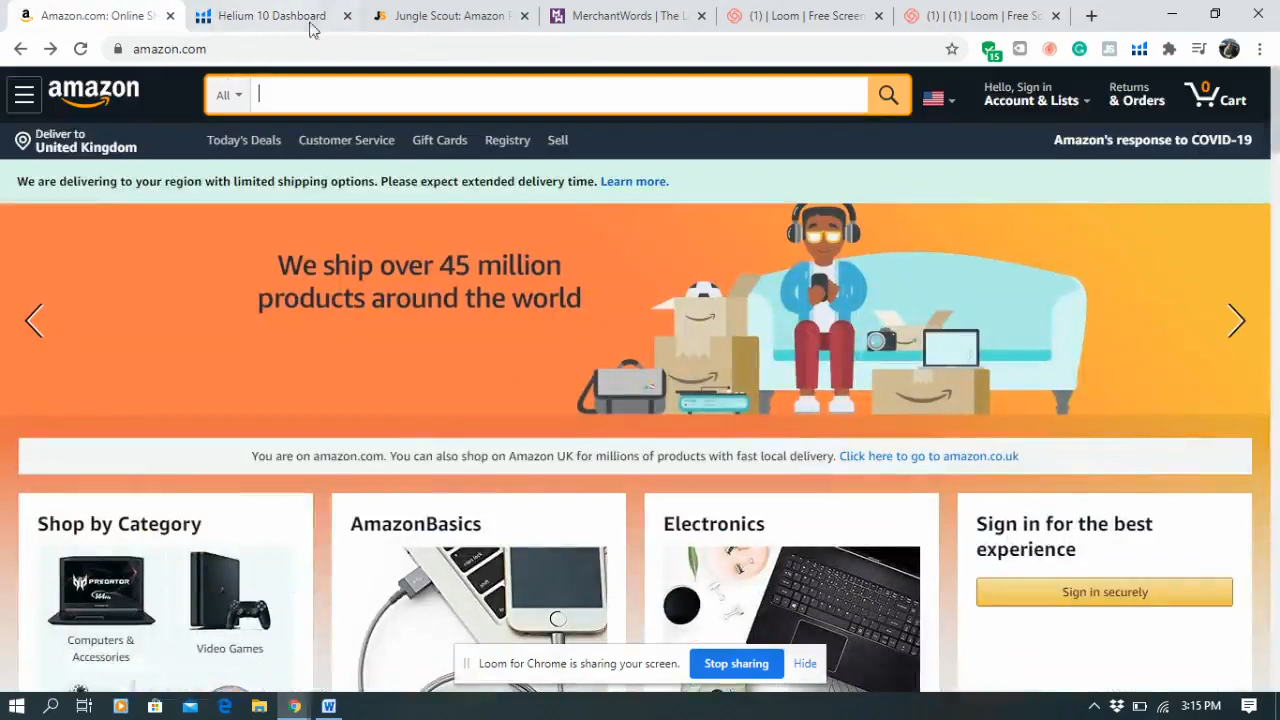 Amazon.com: Online S
Helium 10 Dashboard
JS Jungle Scout: Amazon
MerchantWords | The L
(1) | Loom | Free Screen
(1) | (1) | Loom | Free Sc
amazon.com
15
JS
amazon
All
Hello, Sign in
Account & Lists
Returns
& Orders
0
Cart
Deliver to
United Kingdom
Today's Deals
Customer Service
Gift Cards
Registry
Sell
Amazon's response to COVID-19
We are delivering to your region with limited shipping options. Please expect extended delivery time. Learn more.
We ship over 45 million
products around the world
You are on amazon.com. You can also shop on Amazon UK for millions of products with fast local delivery. Click here to go to amazon.co.uk
Shop by Category
AmazonBasics
Electronics
Sign in for the best
experience
PREDATOR
Sign in securely
Computers &
Accessories
Video Games
Loom for Chrome is sharing your screen.
Stop sharing
Hide
3:15 PM